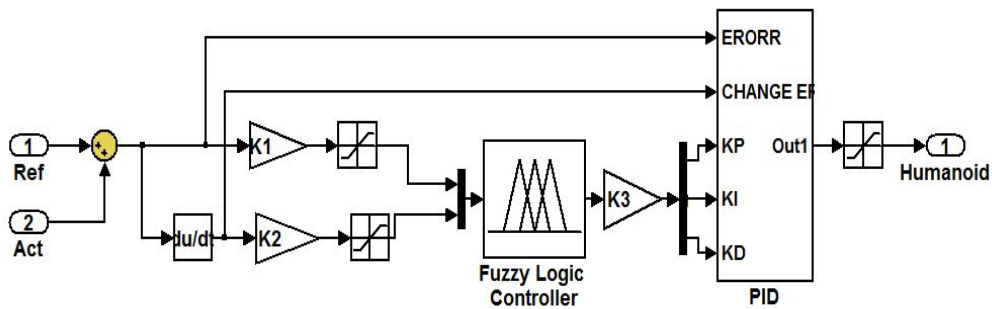 ERORR
CHANGE EF
1
Ref
K1
KP
Out1
1
Humanoid
K3
KI
2
Act
du/dt
K2
KD
Fuzzy Logic
Controller
PID